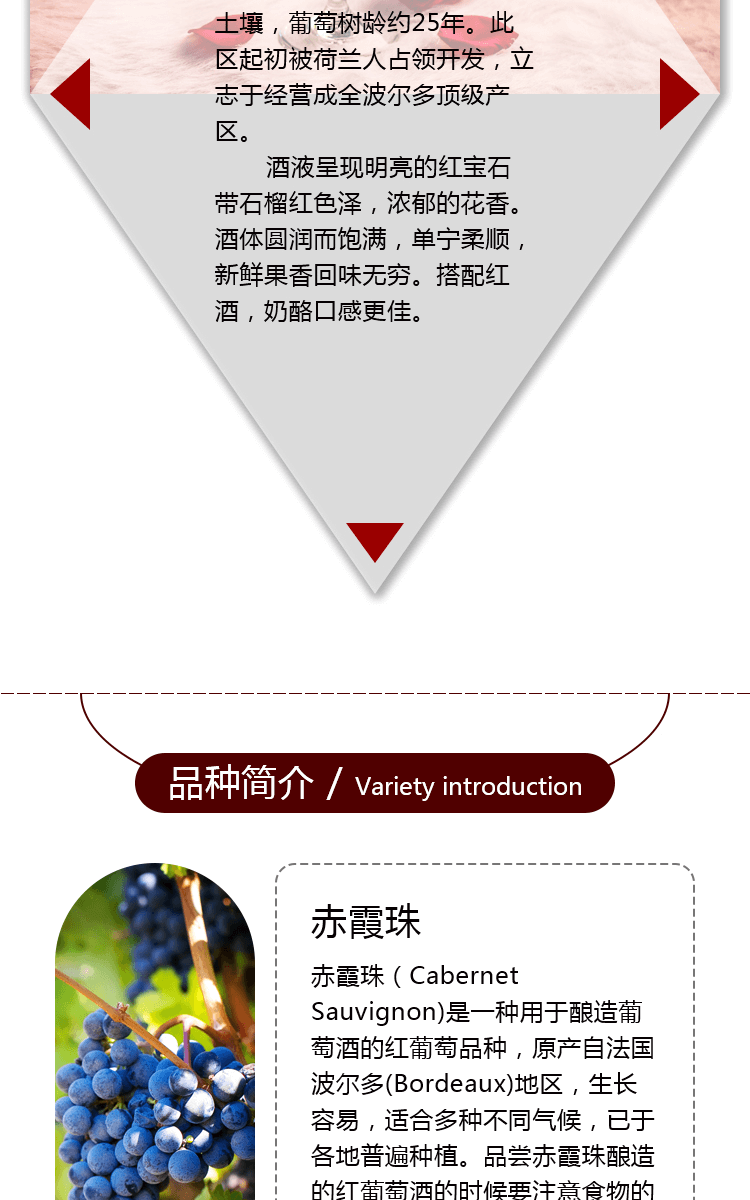 土壤，葡萄树龄约25年。此
区起初被荷兰人占领开发，立
志于经营成全波尔多顶级产
区。
酒液呈现明亮的红宝石
带石榴红色泽，浓郁的花香。
酒体圆润而饱满，单宁柔顺，
新鲜果香回味无穷。搭配红
酒，奶酪口感更佳。
品种简介 / Variety introduction
赤霞珠
赤霞珠（Cabernet
Sauvignon)是一种用于酿造葡
萄酒的红葡萄品种，原产自法国
波尔多(Bordeaux)地区，生长
容易，适合多种不同气候，已于
各地普遍种植。品尝赤霞珠酿造
的红葡萄酒的时候要注意食物的